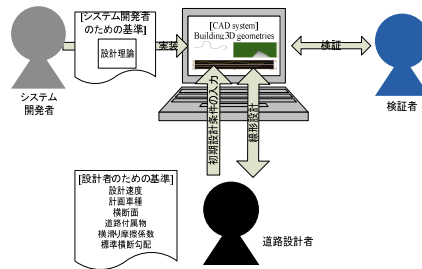 [システム開発者
のための基準]
設計理論
実装
[CAD system]
Building 3D geometries
検証
システム
開発者
検証者
初期設計条件の入力
線形設計
[設計者のための基準]
設計速度
計画車種
横断面
道路付属物
横滑り摩擦係数
標準横断勾配
道路設計者